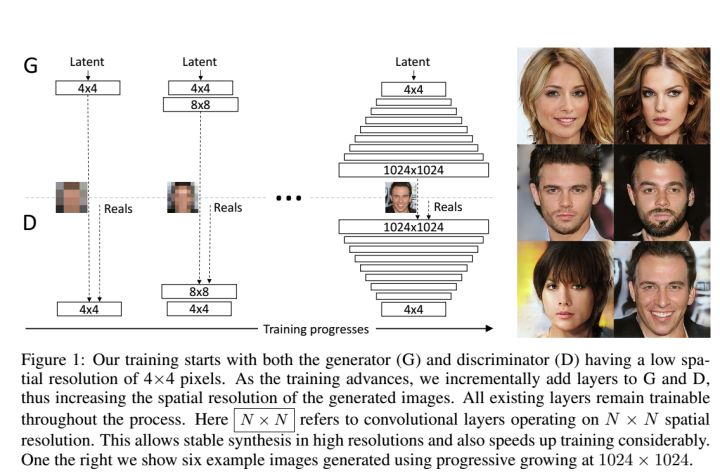 G
Latent
Latent
Latent
4x4
4x4
4x4
8x8
1024x1024
Reals
Reals
Reals
D
1024x1024
8x8
4x4
4x4
4x4
Training progresses
Figure 1: Our training starts with both the generator (G) and discriminator (D) having a low spa-
tial resolution of 4×4 pixels. As the training advances, we incrementally add layers to G and D,
thus increasing the spatial resolution of the generated images. All existing layers remain trainable
throughout the process. Here N × N refers to convolutional layers operating on N × N spatial
resolution. This allows stable synthesis in high resolutions and also speeds up training considerably.
One the right we show six example images generated using progressive growing at 1024 × 1024.